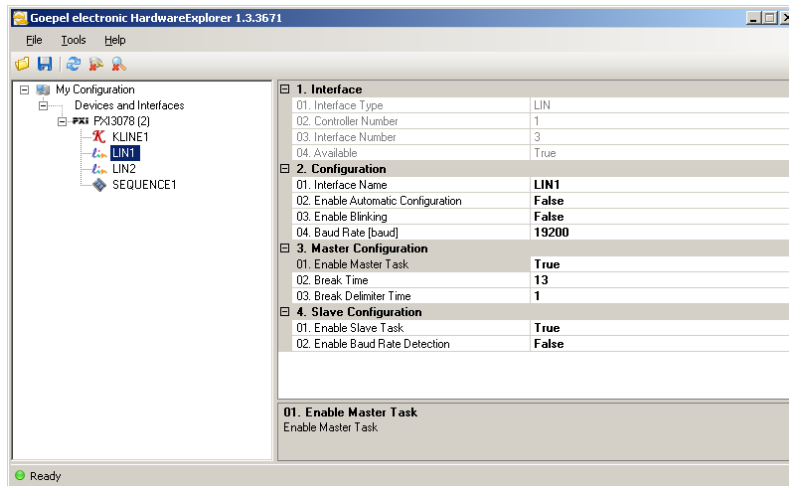 Goepel electronic HardwareExplorer 1.3.3671
File Tools Help
My Configuration
Devices and Interfaces
PXI PXI3078 (2)
K KLINE1
Lin LIN1
Lin LIN2
SEQUENCE1
1. Interface
01. Interface Type LIN
02. Controller Number 1
03. Interface Number 3
04. Available True
2. Configuration
01. Interface Name LIN1
02. Enable Automatic Configuration False
03. Enable Blinking False
04. Baud Rate [baud] 19200
3. Master Configuration
01. Enable Master Task True
02. Break Time 13
03. Break Delimiter Time 1
4. Slave Configuration
01. Enable Slave Task True
02. Enable Baud Rate Detection False
01. Enable Master Task
Enable Master Task
Ready